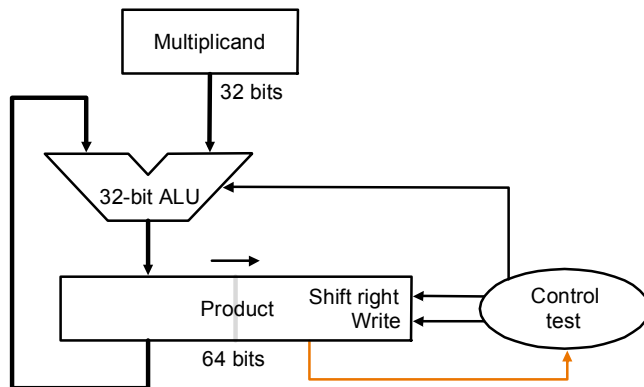 Multiplicand
32 bits
32-bit ALU
Product
Shift right
Write
64 bits
Control
test